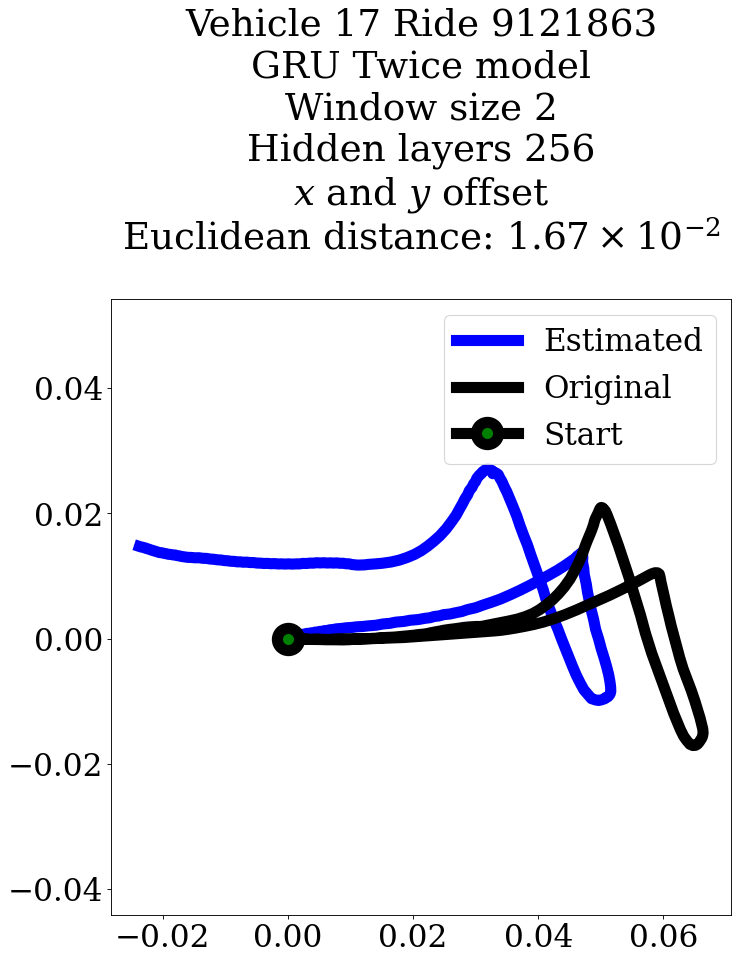 Vehicle 17 Ride 9121863
GRU Twice model
Window size 2
Hidden layers 256
x and y offset
Euclidean distance: 1.67 × 10⁻²
Estimated
Original
Start
0.04
0.02
0.00
−0.02
−0.04
−0.02 0.00 0.02 0.04 0.06